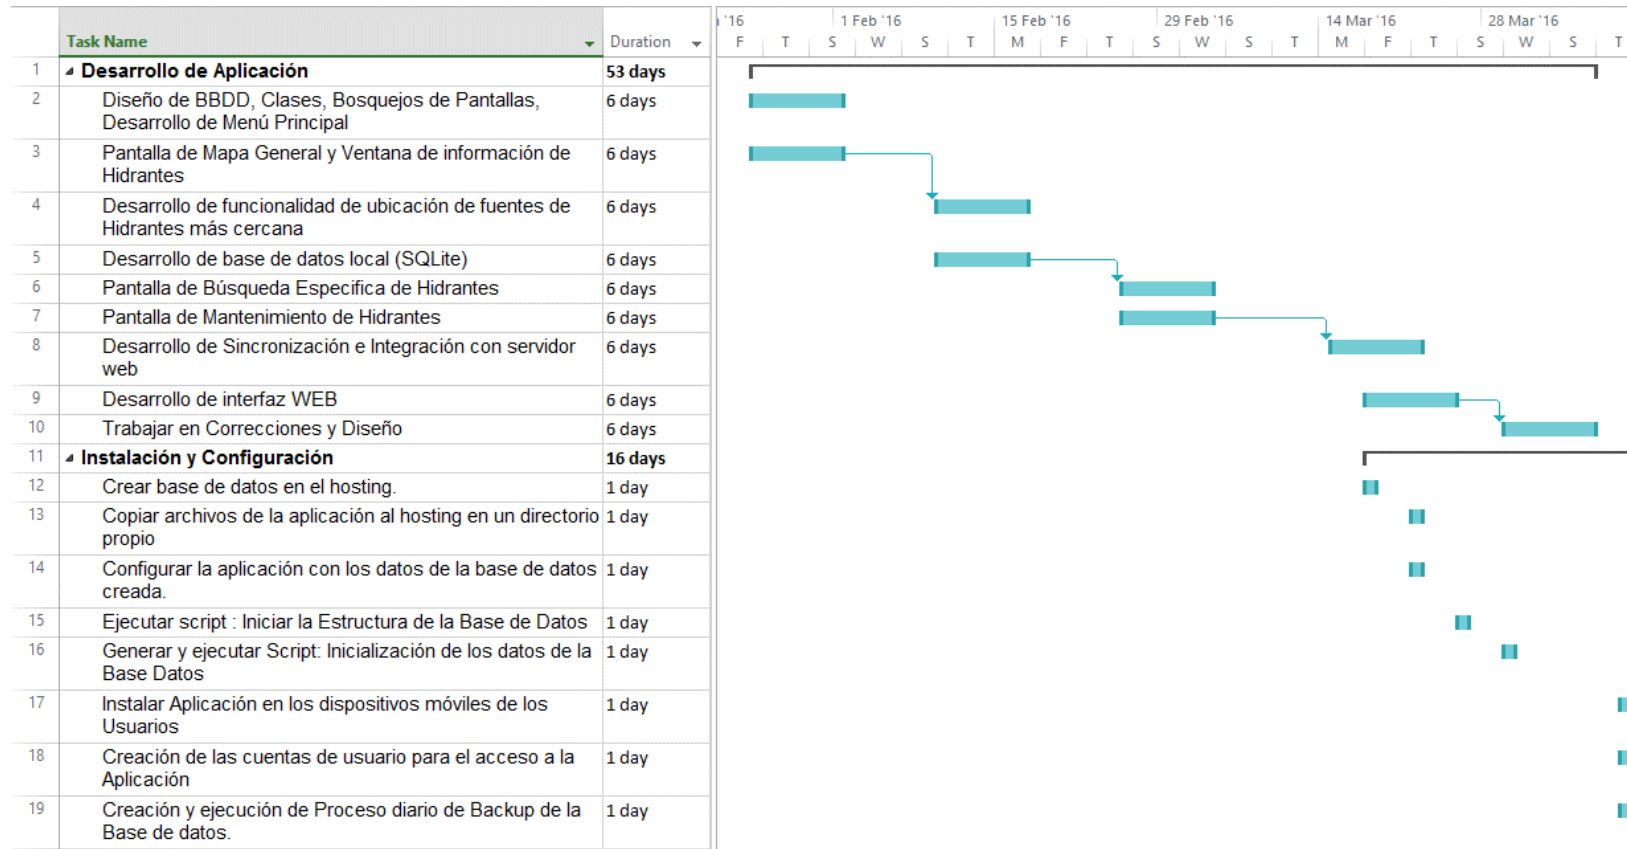 '16 1 Feb '16 15 Feb '16 29 Feb '16 14 Mar '16 28 Mar '16
Task Name Duration F T S W S T M F T S W S T M F T S W S T
1 Desarrollo de Aplicación 53 days
2 Diseño de BBDD, Clases, Bosquejos de Pantallas, 6 days
Desarrollo de Menú Principal
3 Pantalla de Mapa General y Ventana de información de 6 days
Hidrantes
4 Desarrollo de funcionalidad de ubicación de fuentes de 6 days
Hidrantes más cercana
5 Desarrollo de base de datos local (SQLite) 6 days
6 Pantalla de Búsqueda Especifica de Hidrantes 6 days
7 Pantalla de Mantenimiento de Hidrantes 6 days
8 Desarrollo de Sincronización e Integración con servidor 6 days
web
9 Desarrollo de interfaz WEB 6 days
10 Trabajar en Correcciones y Diseño 6 days
11 Instalación y Configuración 16 days
12 Crear base de datos en el hosting. 1 day
13 Copiar archivos de la aplicación al hosting en un directorio 1 day
propio
14 Configurar la aplicación con los datos de la base de datos 1 day
creada.
15 Ejecutar script : Iniciar la Estructura de la Base de Datos 1 day
16 Generar y ejecutar Script: Inicialización de los datos de la 1 day
Base Datos
17 Instalar Aplicación en los dispositivos móviles de los 1 day
Usuarios
18 Creación de las cuentas de usuario para el acceso a la 1 day
Aplicación
19 Creación y ejecución de Proceso diario de Backup de la 1 day
Base de datos.